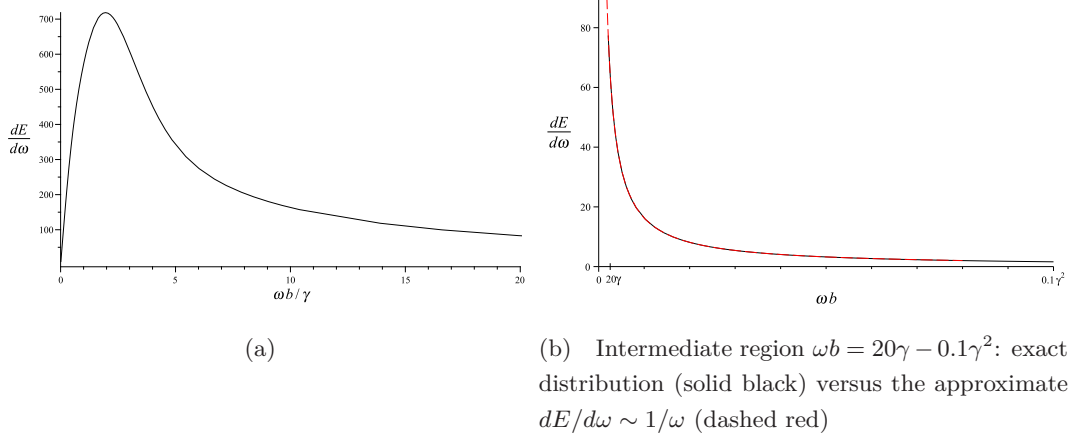 700
600
500
400
300
200
100
dE
dω
0 5 10 15 20
ωb/γ
80
60
40
20
0
dE
dω
0 20γ 0.1γ²
ωb
(a)
(b) Intermediate region ωb = 20γ − 0.1γ²: exact
distribution (solid black) versus the approximate
dE/dω ∼ 1/ω (dashed red)